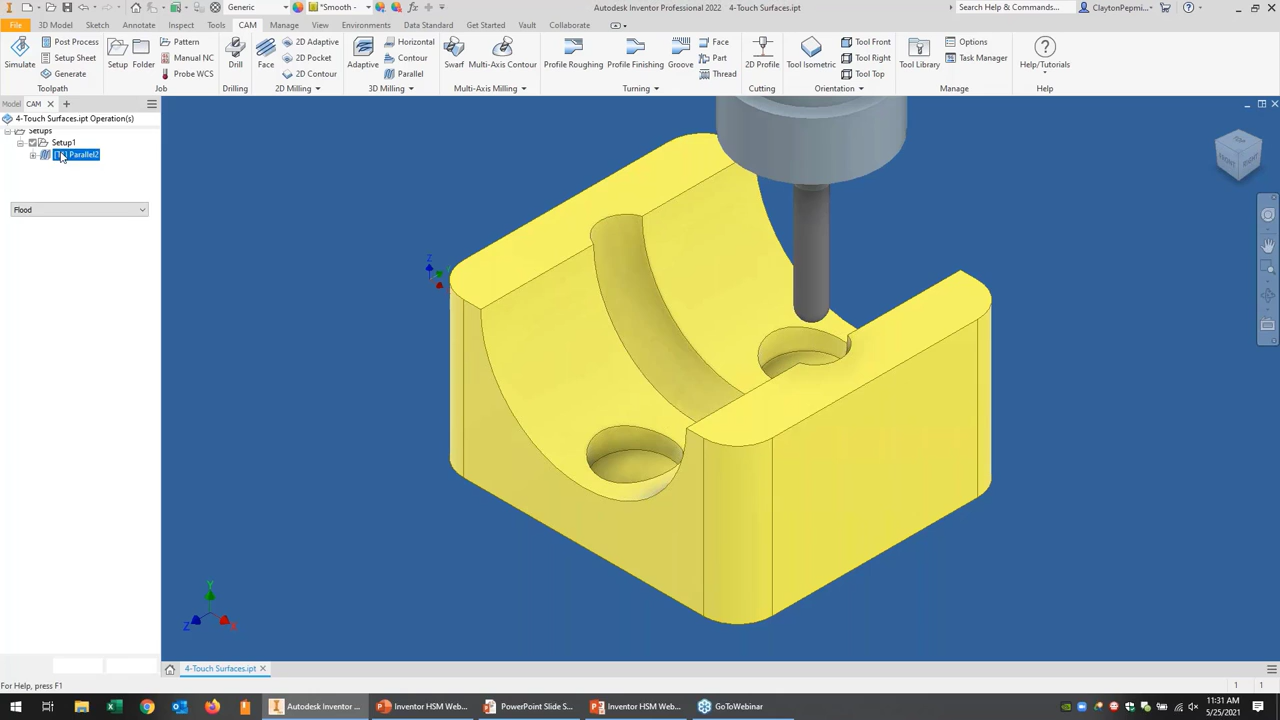 Generic
*Smooth
Autodesk Inventor Professional 2022
4-Touch Surfaces.ipt
Search Help & Commands...
ClaytonPepmi...
File
3D Model
Sketch
Annotate
Inspect
Tools
CAM
Manage
View
Environments
Data Standard
Get Started
Vault
Collaborate
Simulate
Post Process
Setup Sheet
Generate
Setup
Folder
Pattern
Manual NC
Probe WCS
Drill
Face
2D Adaptive
2D Pocket
2D Contour
Adaptive
Horizontal
Contour
Parallel
Swarf
Multi-Axis Contour
Profile Roughing
Profile Finishing
Groove
Face
Part
Thread
2D Profile
Tool Isometric
Tool Front
Tool Right
Tool Top
Tool Library
Options
Task Manager
Help/Tutorials
Toolpath
Job
Drilling
2D Milling
3D Milling
Multi-Axis Milling
Turning
Cutting
Orientation
Manage
Help
Model
CAM
4-Touch Surfaces.ipt Operation(s)
Setups
Setup1
Parallel2
Flood
FRONT
RIGHT
Z
Y
Z
X
4-Touch Surfaces.ipt
For Help, press F1
1
1
Autodesk Inventor ...
Inventor HSM Web...
PowerPoint Slide S...
Inventor HSM Web...
GoToWebinar
11:31 AM
5/25/2021